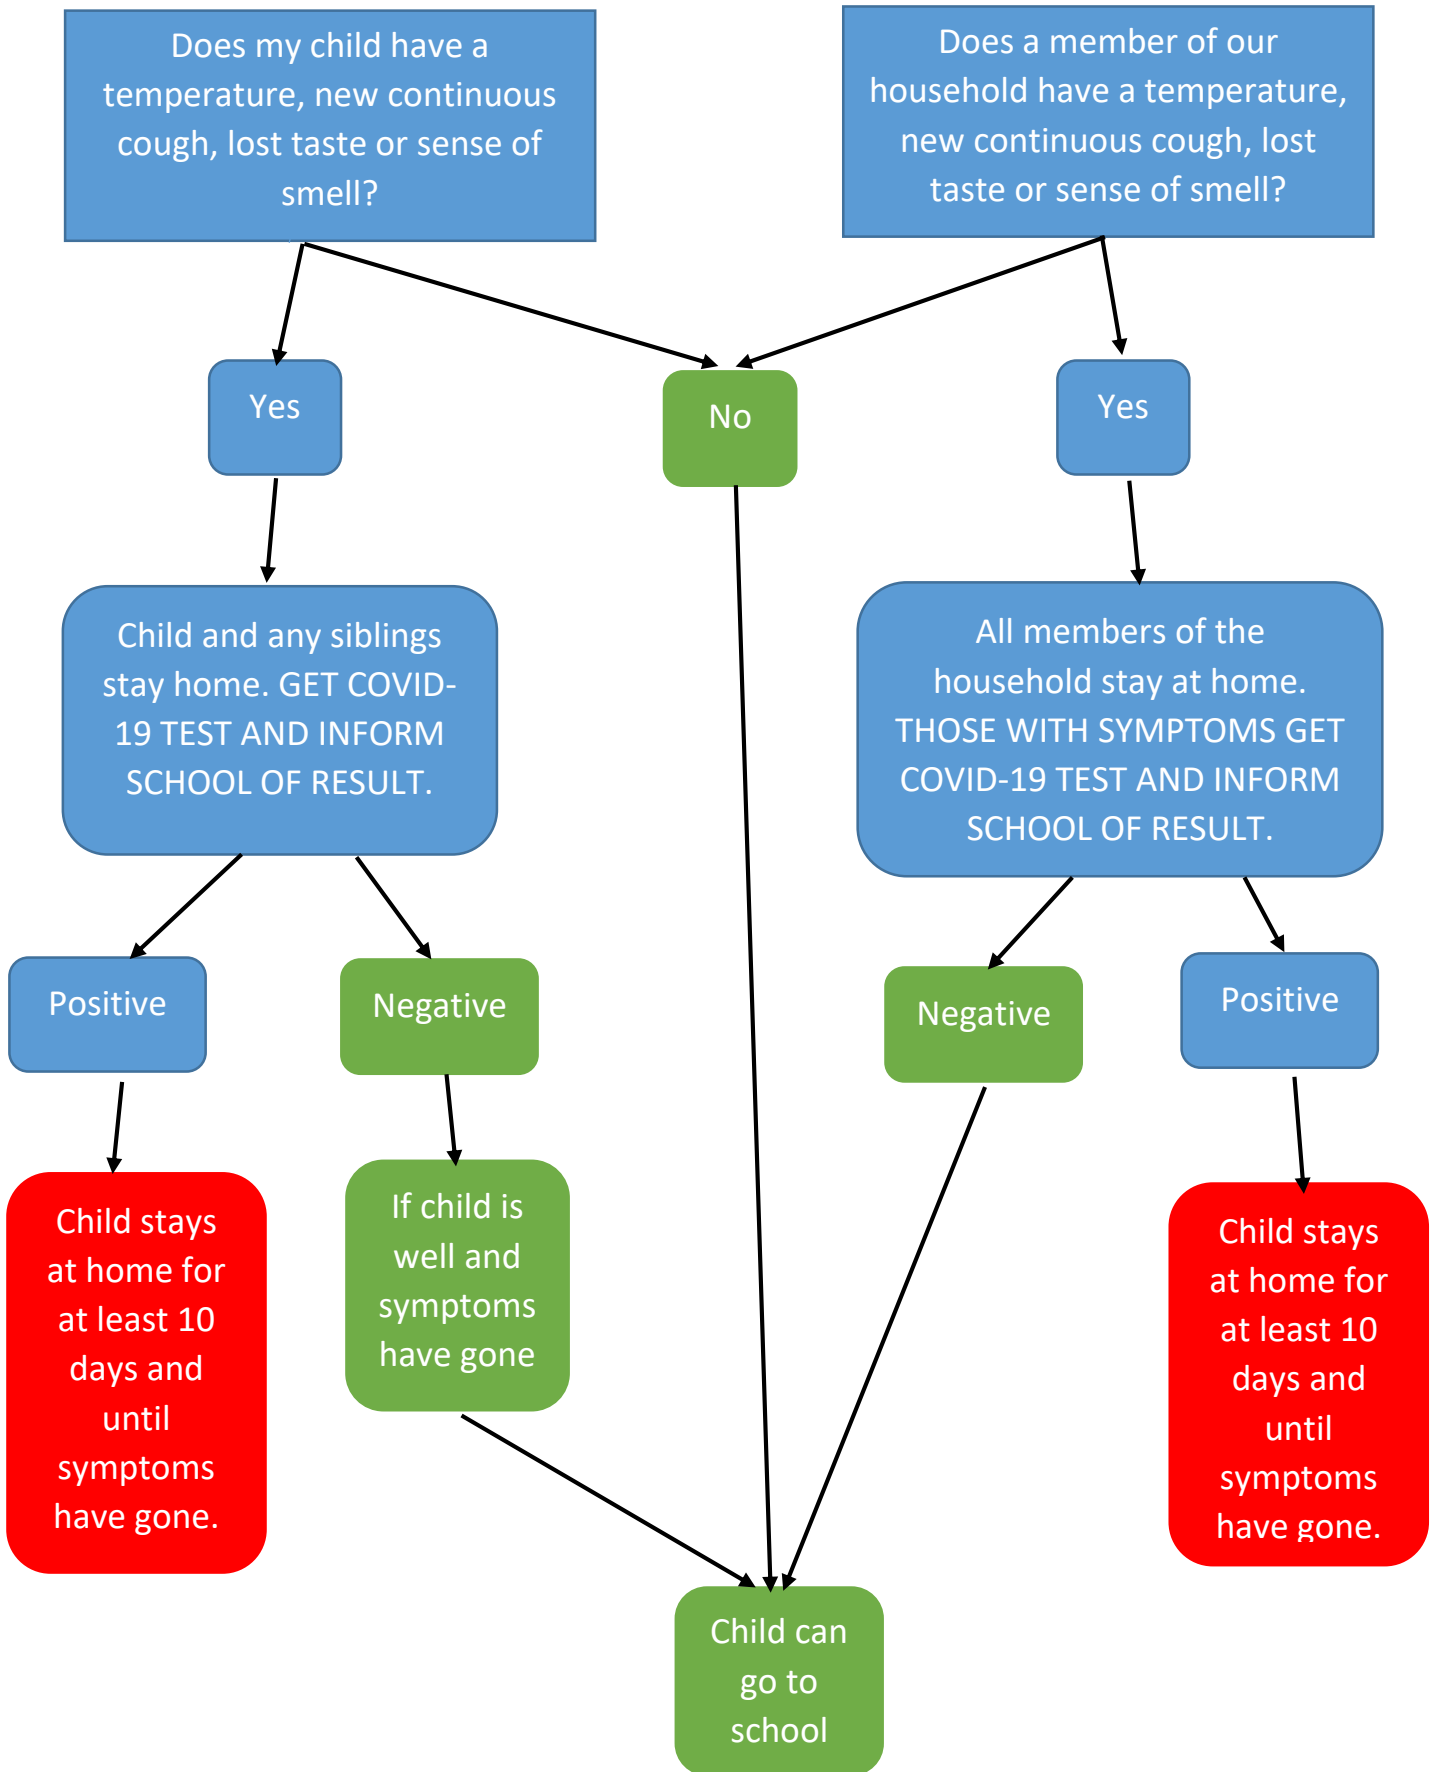 Does my child have a
temperature, new continuous
cough, lost taste or sense of
smell?
Does a member of our
household have a temperature,
new continuous cough, lost
taste or sense of smell?
Yes
No
Yes
Child and any siblings
stay home. GET COVID-
19 TEST AND INFORM
SCHOOL OF RESULT.
All members of the
household stay at home.
THOSE WITH SYMPTOMS GET
COVID-19 TEST AND INFORM
SCHOOL OF RESULT.
Positive
Negative
Negative
Positive
Child stays
at home for
at least 10
days and
until
symptoms
have gone.
If child is
well and
symptoms
have gone
Child stays
at home for
at least 10
days and
until
symptoms
have gone.
Child can
go to
school